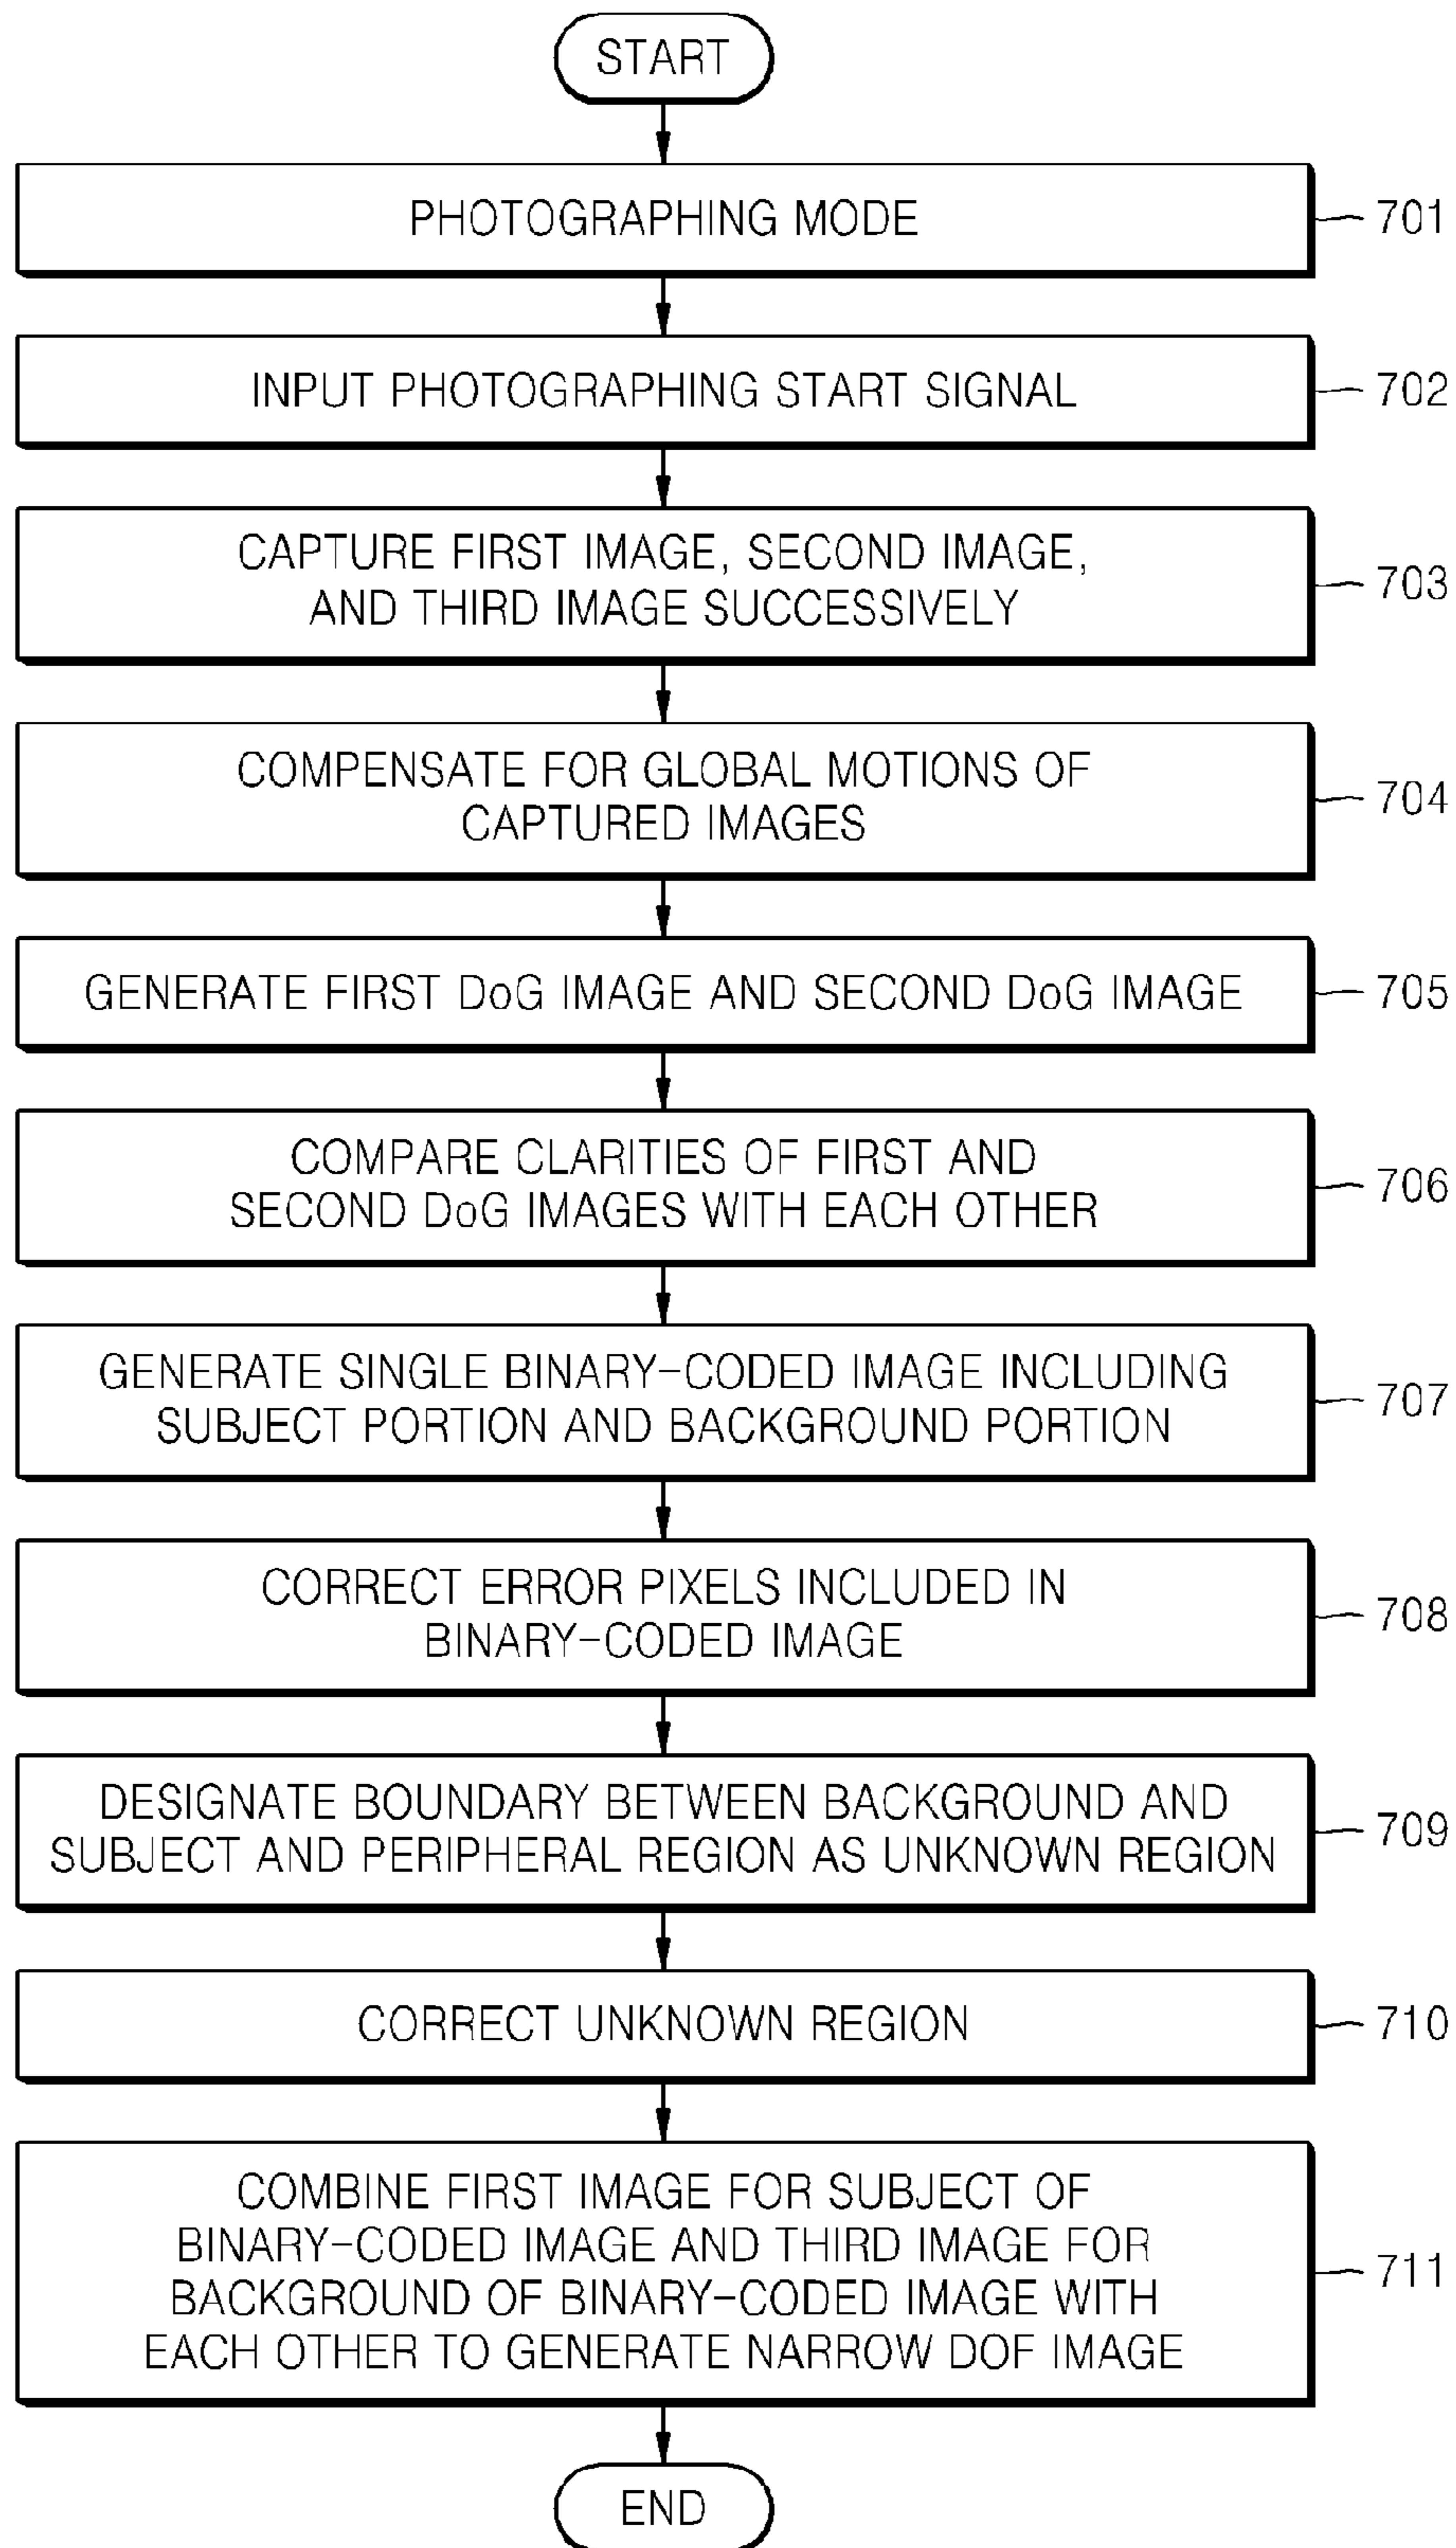 START
PHOTOGRAPHING MODE
701
INPUT PHOTOGRAPHING START SIGNAL
702
CAPTURE FIRST IMAGE, SECOND IMAGE,
AND THIRD IMAGE SUCCESSIVELY
703
COMPENSATE FOR GLOBAL MOTIONS OF
CAPTURED IMAGES
704
GENERATE FIRST DoG IMAGE AND SECOND DoG IMAGE
705
COMPARE CLARITIES OF FIRST AND
SECOND DoG IMAGES WITH EACH OTHER
706
GENERATE SINGLE BINARY-CODED IMAGE INCLUDING
SUBJECT PORTION AND BACKGROUND PORTION
707
CORRECT ERROR PIXELS INCLUDED IN
BINARY-CODED IMAGE
708
DESIGNATE BOUNDARY BETWEEN BACKGROUND AND
SUBJECT AND PERIPHERAL REGION AS UNKNOWN REGION
709
CORRECT UNKNOWN REGION
710
COMBINE FIRST IMAGE FOR SUBJECT OF
BINARY-CODED IMAGE AND THIRD IMAGE FOR
BACKGROUND OF BINARY-CODED IMAGE WITH
EACH OTHER TO GENERATE NARROW DOF IMAGE
711
END